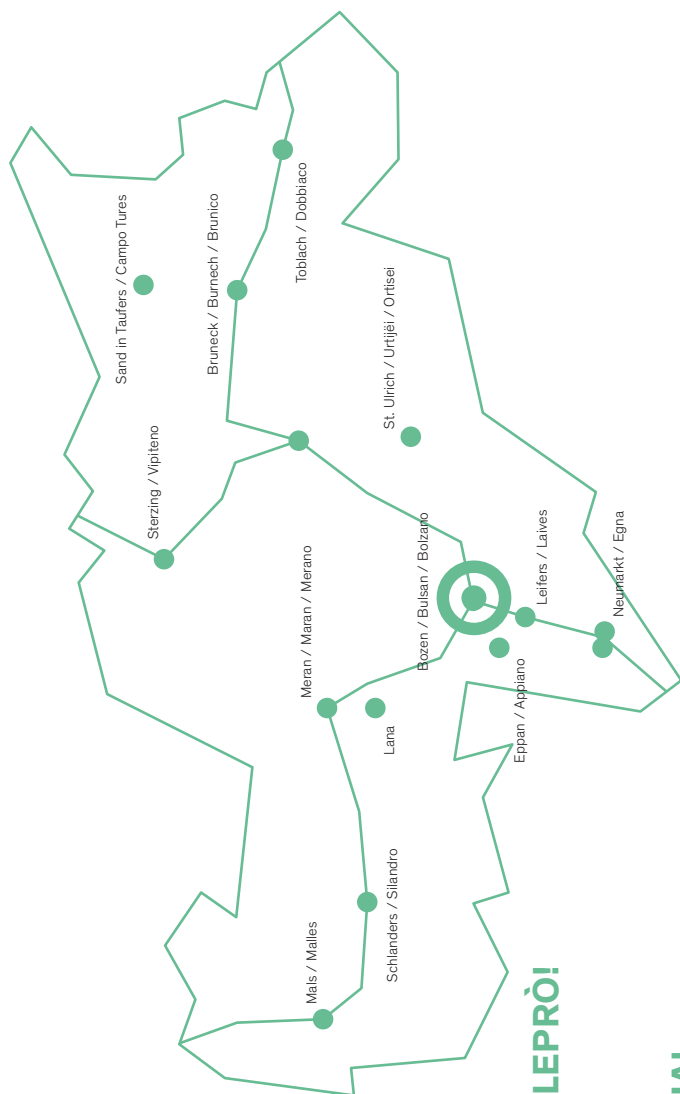 Sand in Taufers / Campo Tures
Toblach / Dobbiaco
Bruneck / Burnech / Brunico
St. Ulrich / Urtijëi / Ortisei
Sterzing / Vipiteno
Neumarkt / Egna
Leifers / Laives
Bozen / Bulsan / Bolzano
Meran / Maran / Merano
Eppan / Appiano
Lana
Schlanders / Silandro
Mals / Malles
LEPRÒ!